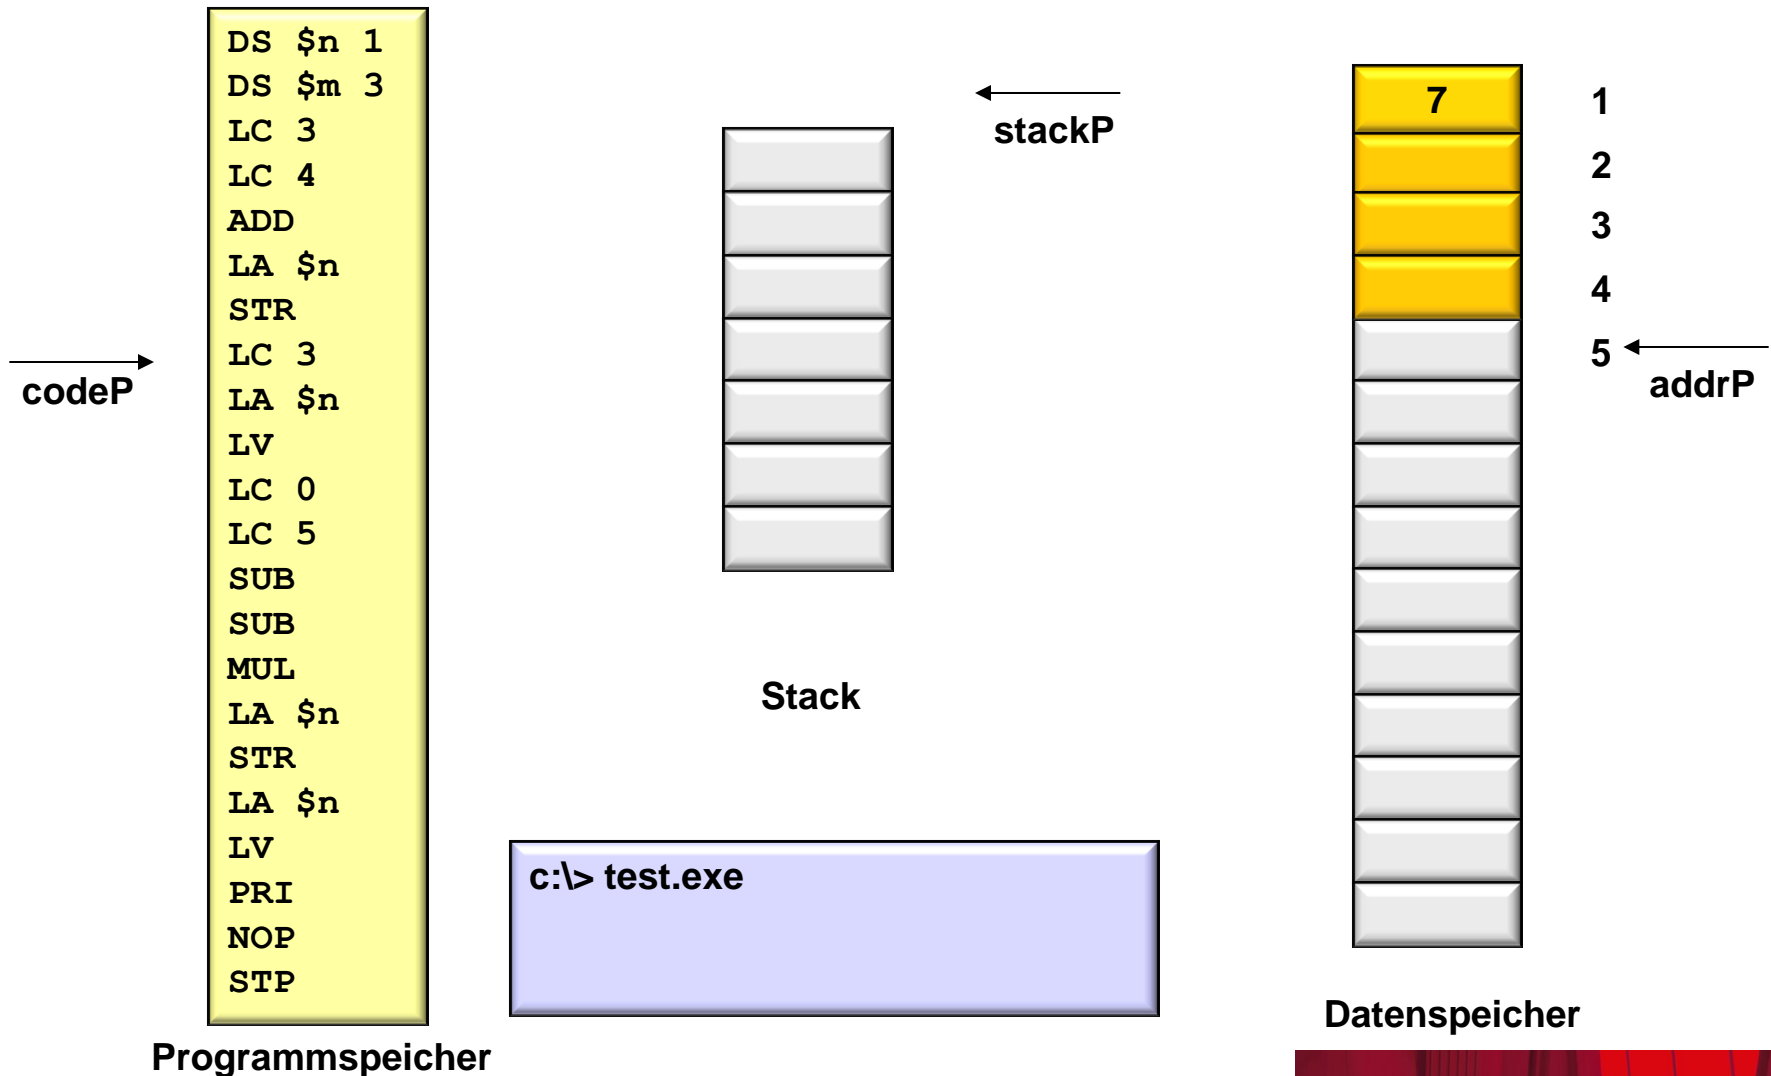 DS $n 1
DS $m 3
LC 3
LC 4
ADD
LA $n
STR
LC 3
LA $n
LV
LC 0
LC 5
SUB
SUB
MUL
LA $n
STR
LA $n
LV
PRI
NOP
STP
codeP
Programmspeicher
stackP
Stack
c:\> test.exe
7
1
2
3
4
5
addrP
Datenspeicher